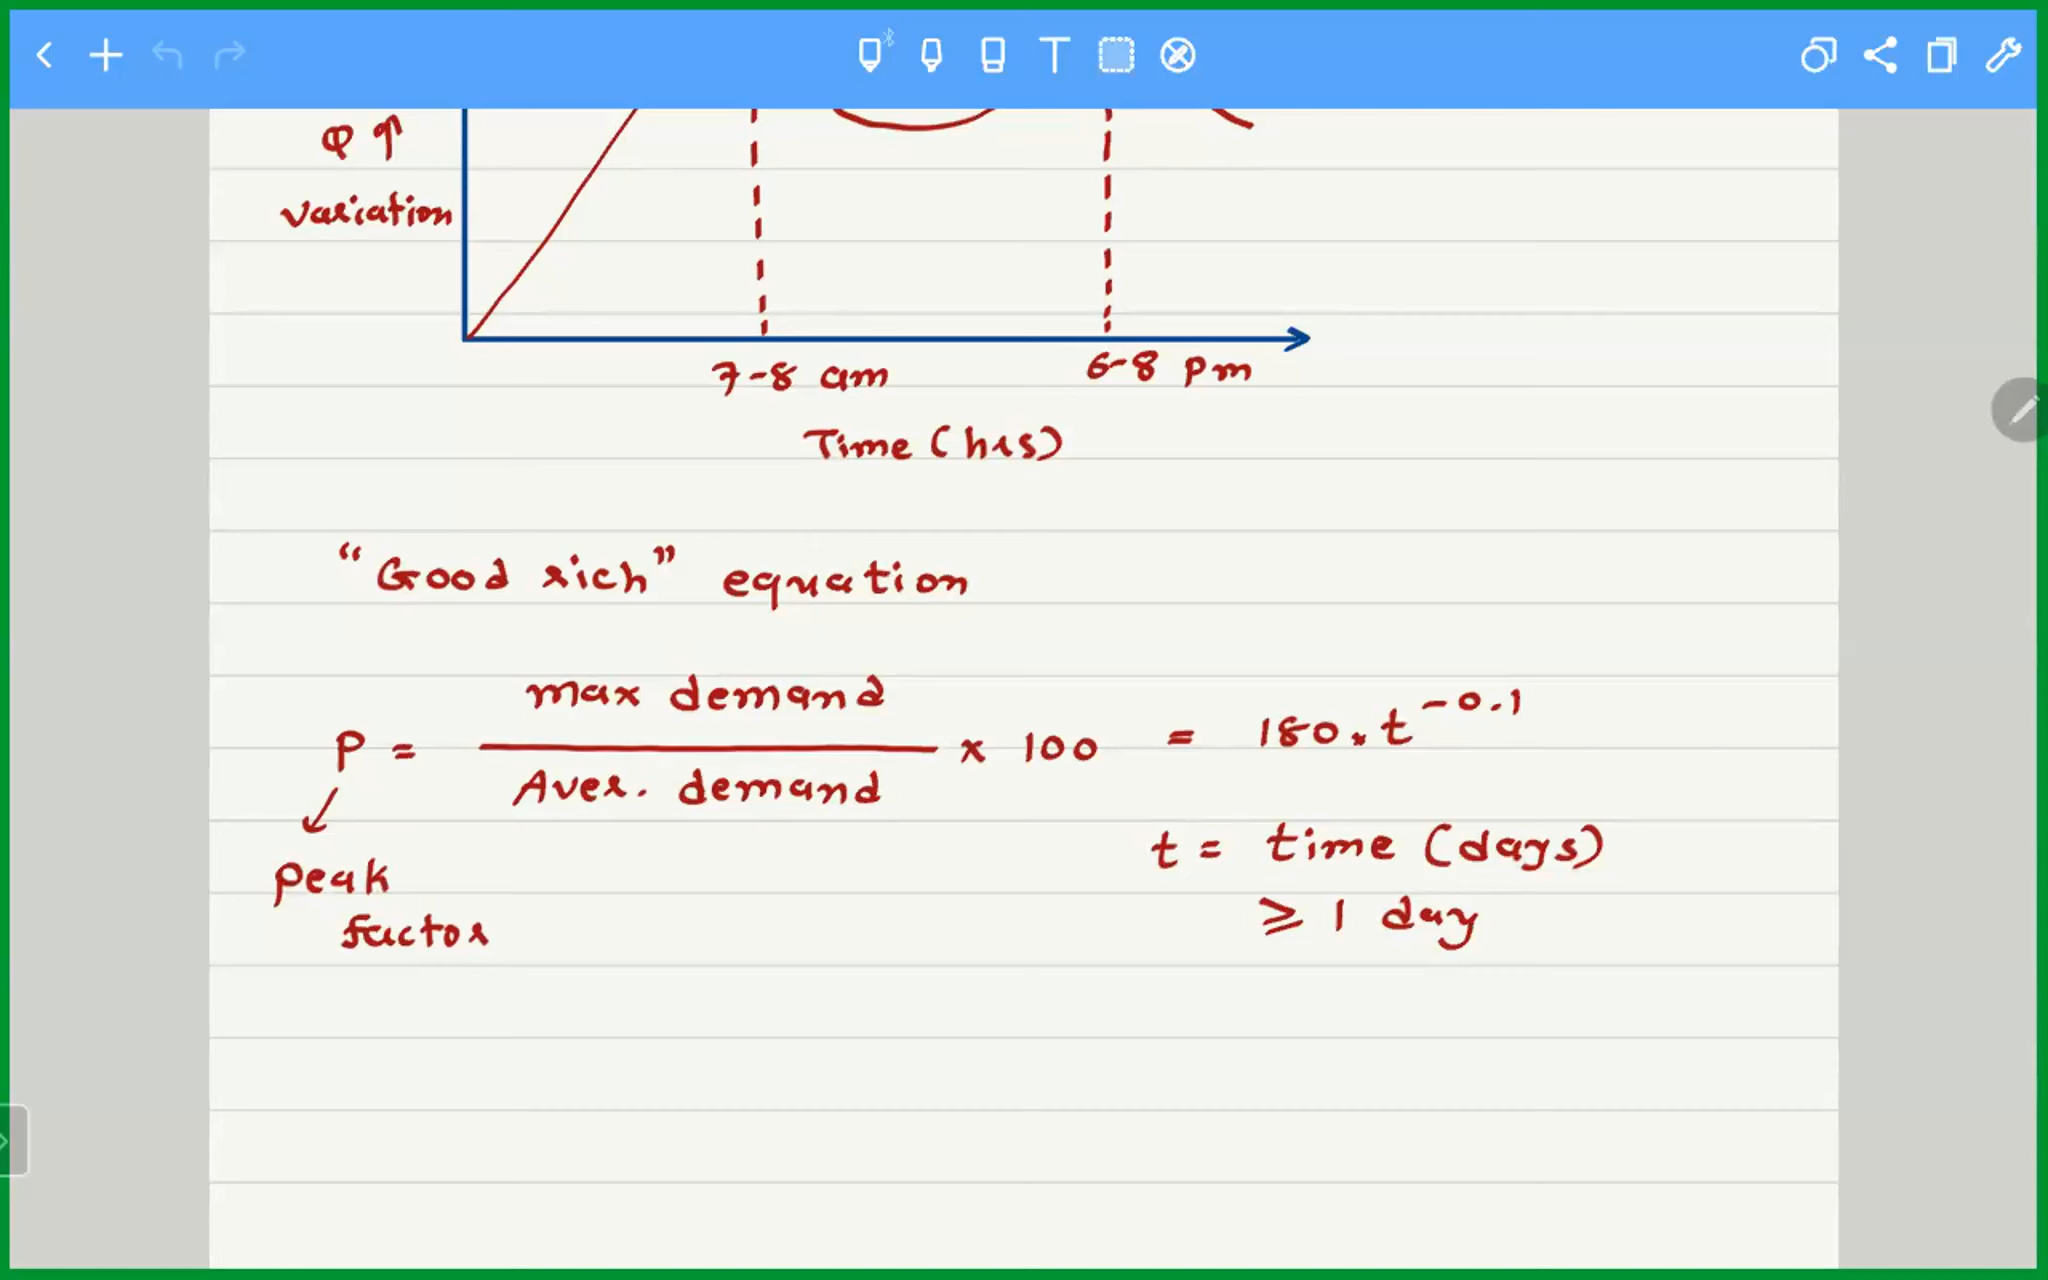 Q ↑
variation
7-8 am
6-8 pm
Time (hrs)
"Good rich" equation
P = max demand / Aver. demand × 100 = 180 * t^-0.1
Peak
factor
t = time (days)
≥ 1 day
T